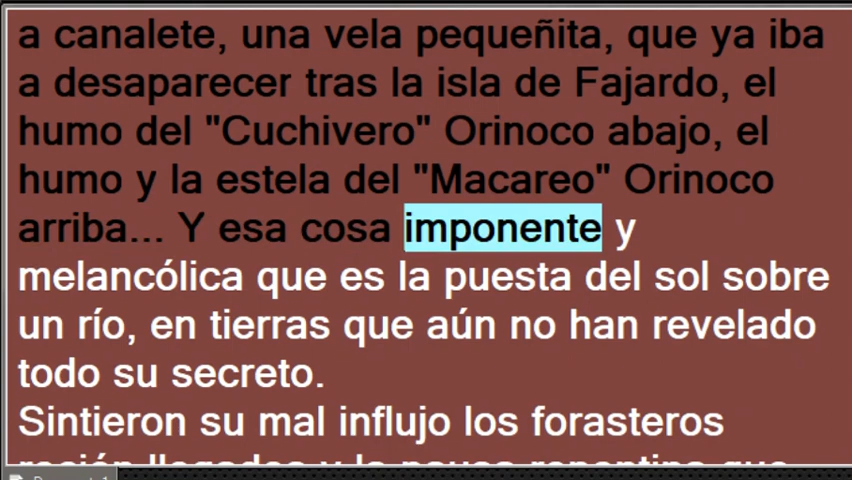 a canalete, una vela pequeñita, que ya iba
a desaparecer tras la isla de Fajardo, el
humo del "Cuchivero" Orinoco abajo, el
humo y la estela del "Macareo" Orinoco
arriba... Y esa cosa imponente y
melancólica que es la puesta del sol sobre
un río, en tierras que aún no han revelado
todo su secreto.
Sintieron su mal influjo los forasteros